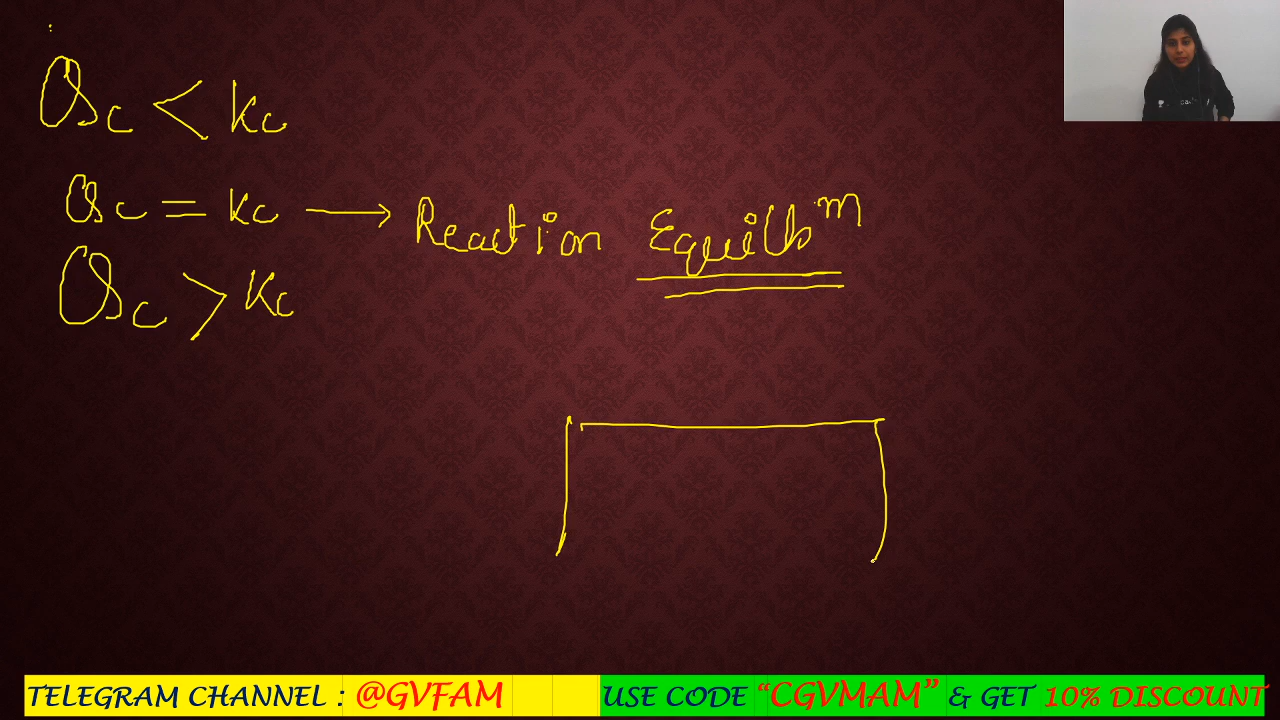 Qc < Kc
Qc = Kc → Reaction Equilbm
Qc > Kc
TELEGRAM CHANNEL : @GVFAM
USE CODE “CGVMAM” & GET 10% DISCOUNT